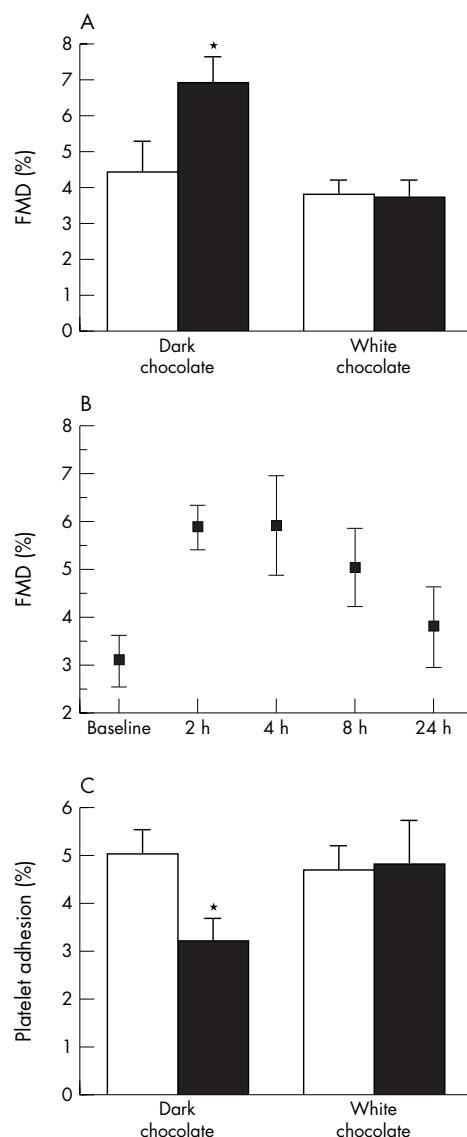 A
FMD (%)
8
7
6
5
4
3
2
1
0
★
Dark
chocolate
White
chocolate
B
FMD (%)
8
7
6
5
4
3
2
Baseline 2 h 4 h 8 h 24 h
C
Platelet adhesion (%)
6
5
4
3
2
1
0
★
Dark
chocolate
White
chocolate